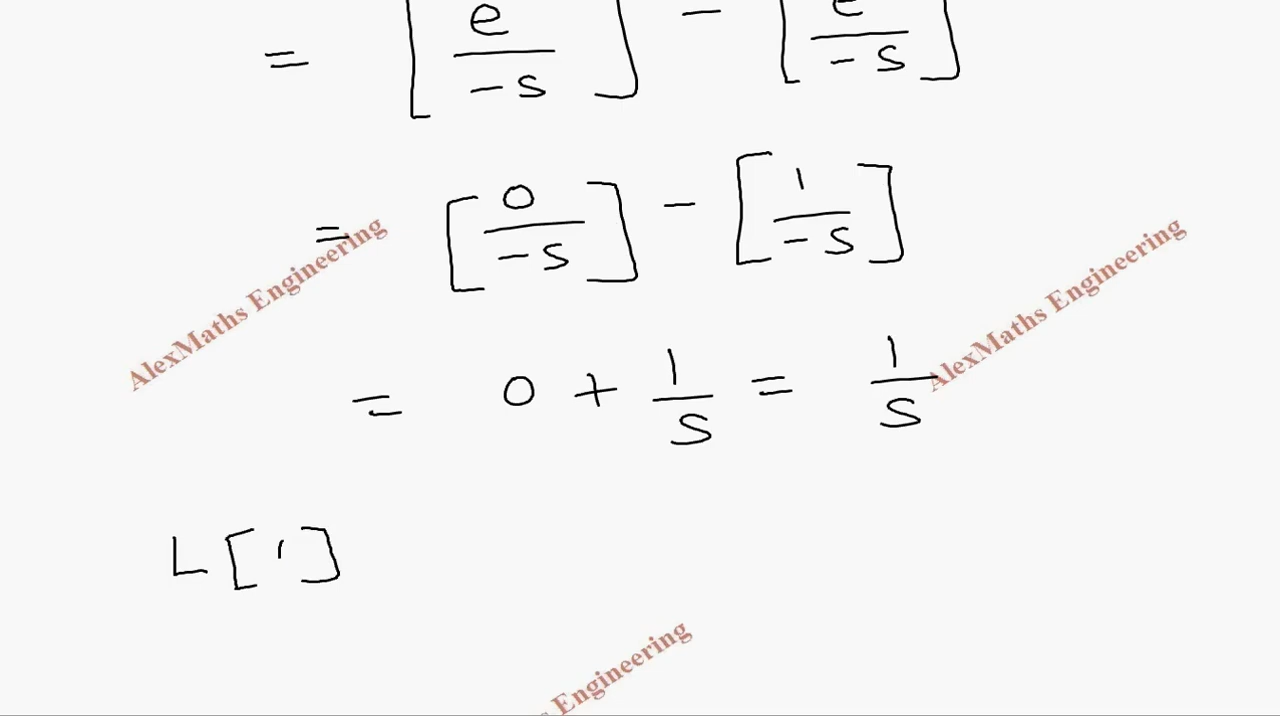 = [e/-s] - [e/-s]
= [0/-s] - [1/-s]
= 0 + 1/s = 1/s
L[1]
AlexMaths Engineering
AlexMaths Engineering
Engineering